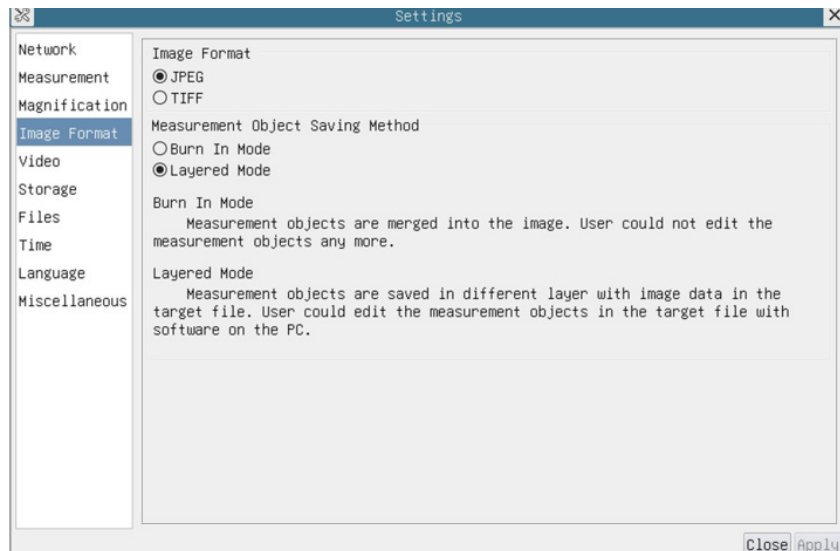 Settings
Network
Measurement
Magnification
Image Format
Video
Storage
Files
Time
Language
Miscellaneous
Image Format
JPEG
TIFF
Measurement Object Saving Method
Burn In Mode
Layered Mode
Burn In Mode
Measurement objects are merged into the image. User could not edit the
measurement objects any more.
Layered Mode
Measurement objects are saved in different layer with image data in the
target file. User could edit the measurement objects in the target file with
software on the PC.
Close Apply